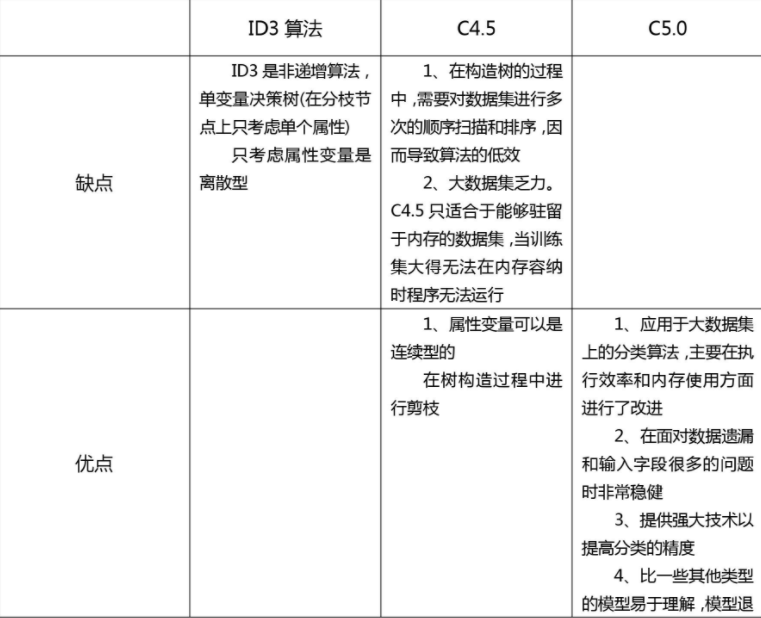 ID3 算法
C4.5
C5.0
缺点
ID3 是非递增算法，
单变量决策树(在分枝节
点上只考虑单个属性)
只考虑属性变量是
离散型
1、在构造树的过程
中，需要对数据集进行多
次的顺序扫描和排序，因
而导致算法的低效
2、大数据集乏力。
C4.5 只适合于能够驻留
于内存的数据集，当训练
集大得无法在内存容纳
时程序无法运行
优点
1、属性变量可以是
连续型的
在树构造过程中进
行剪枝
1、应用于大数据集
上的分类算法，主要在执
行效率和内存使用方面
进行了改进
2、在面对数据遗漏
和输入字段很多的问题
时非常稳健
3、提供强大技术以
提高分类的精度
4、比一些其他类型
的模型易于理解，模型退